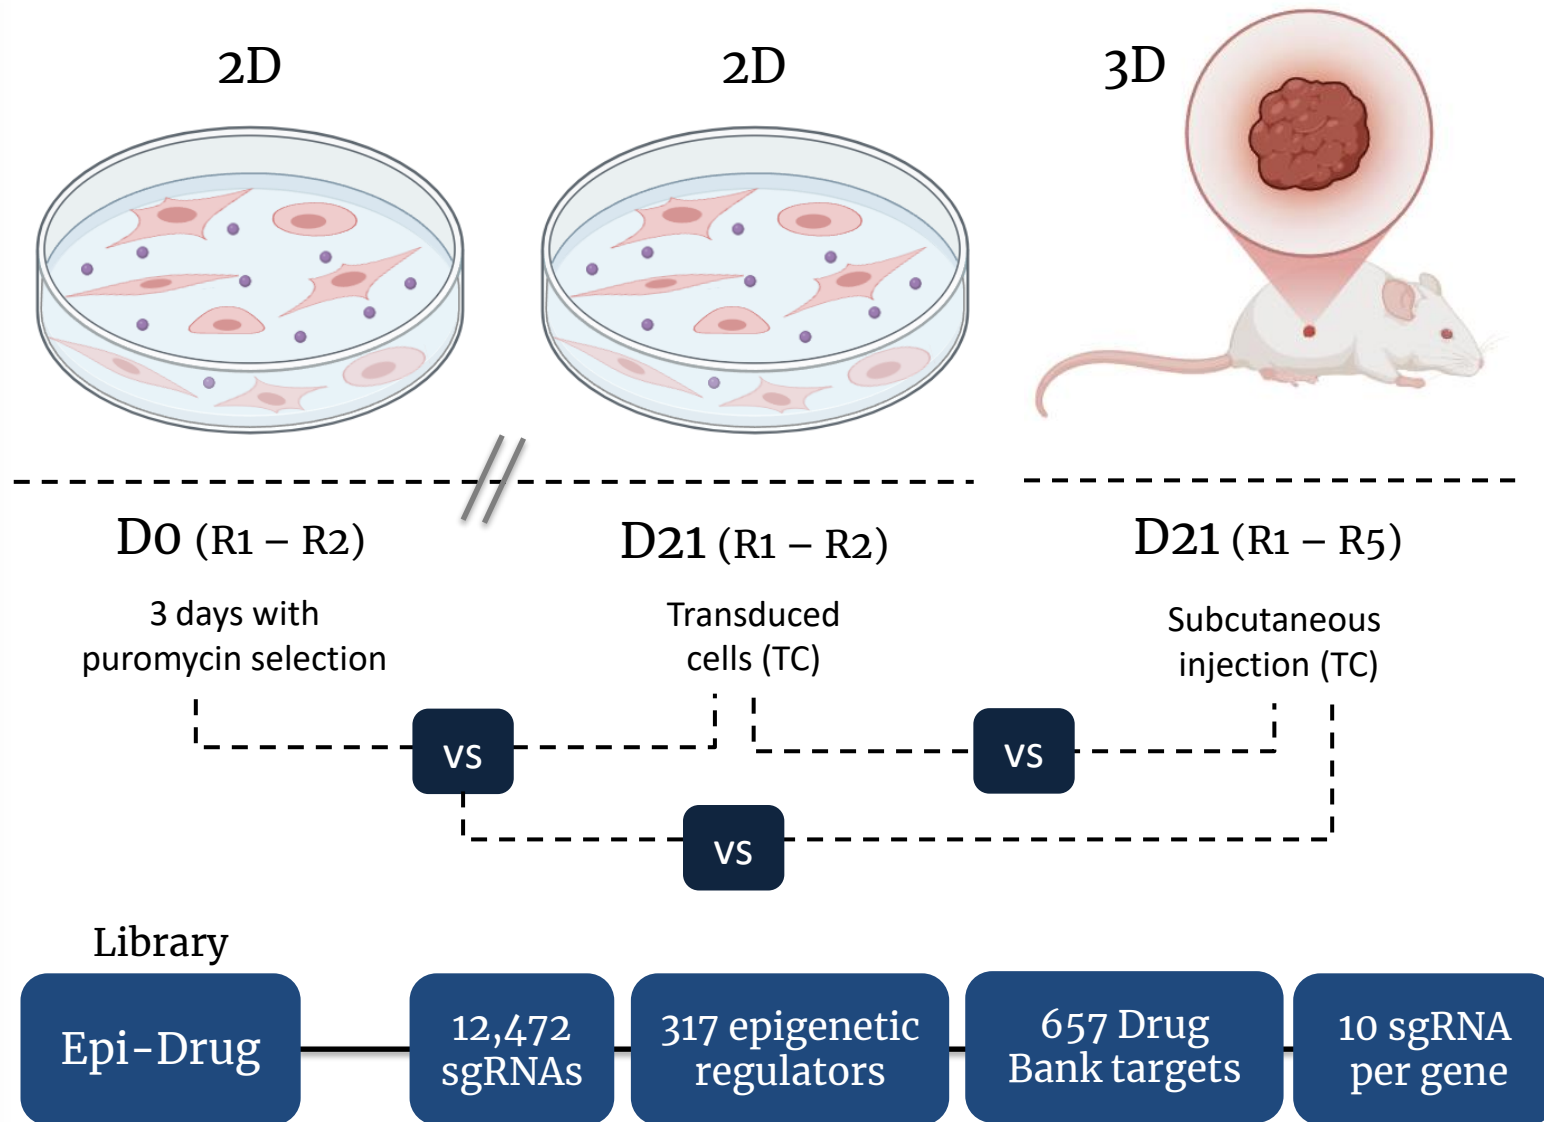 2D
2D
3D
D0 (R1 – R2)
D21 (R1 – R2)
D21 (R1 – R5)
3 days with
puromycin selection
Transduced
cells (TC)
Subcutaneous
injection (TC)
vs
vs
vs
Library
Epi-Drug
12,472
sgRNAs
317 epigenetic
regulators
657 Drug
Bank targets
10 sgRNA
per gene